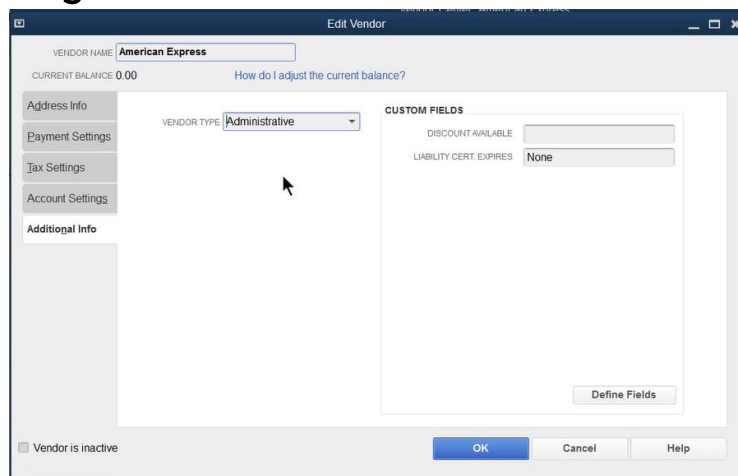 Edit Vendor
VENDOR NAME American Express
CURRENT BALANCE 0.00 How do I adjust the current balance?
Address Info
Payment Settings
Tax Settings
Account Settings
Additional Info
VENDOR TYPE Administrative
CUSTOM FIELDS
DISCOUNT AVAILABLE
LIABILITY CERT. EXPIRES None
Define Fields
Vendor is inactive
OK Cancel Help